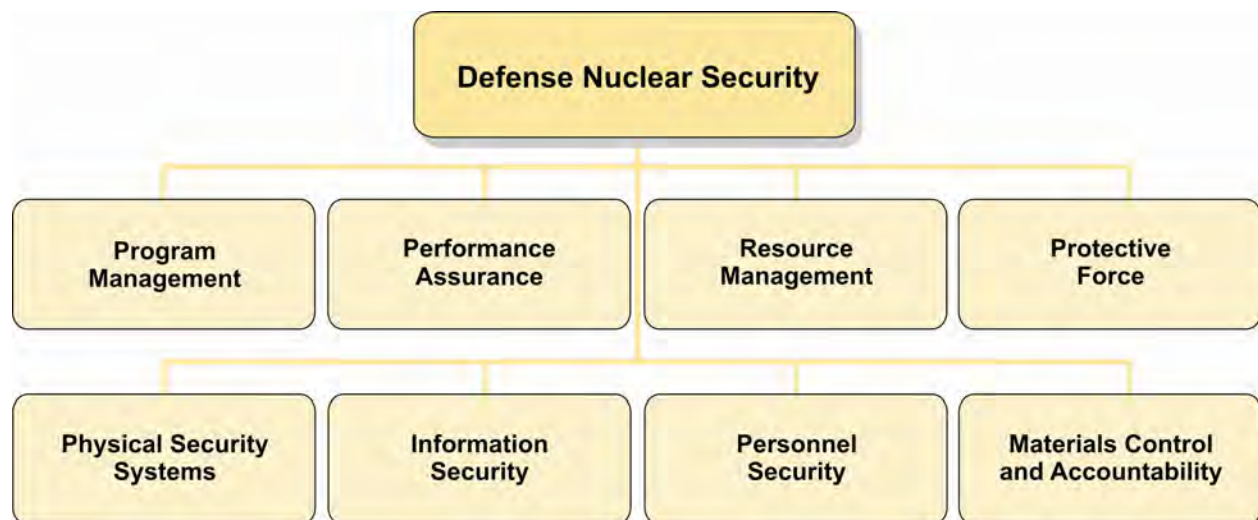 Defense Nuclear Security
Program
Management
Performance
Assurance
Resource
Management
Protective
Force
Physical Security
Systems
Information
Security
Personnel
Security
Materials Control
and Accountability